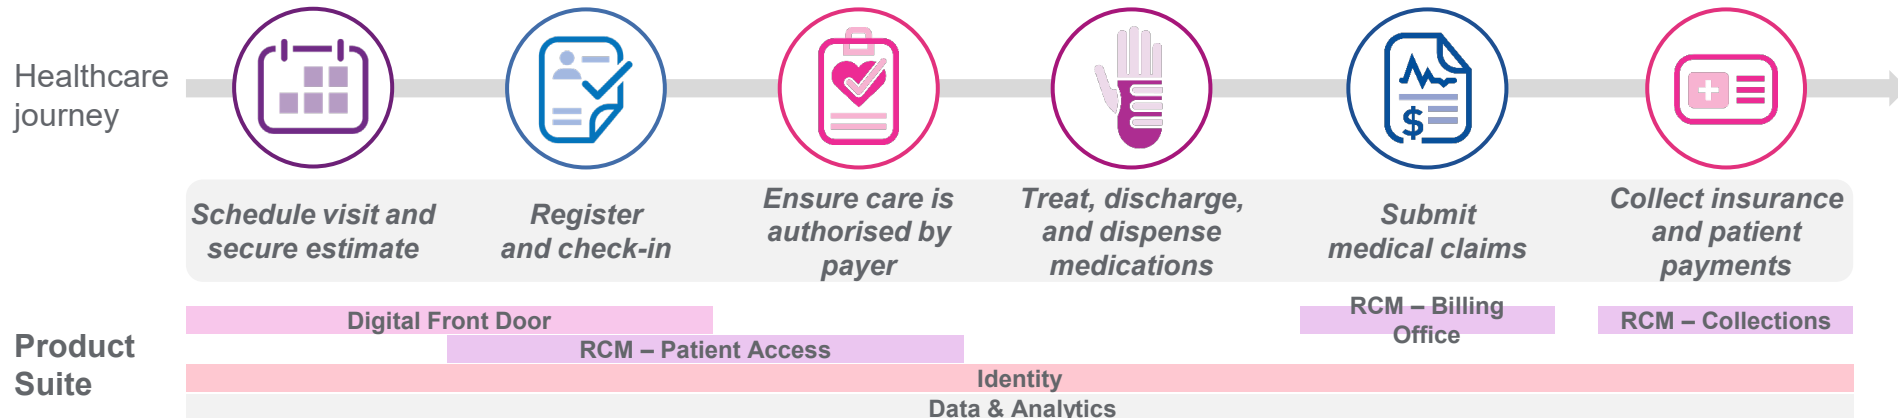 Healthcare
journey
$
Schedule visit and
secure estimate
Register
and check-in
Ensure care is
authorised by
payer
Treat, discharge,
and dispense
medications
Submit
medical claims
Collect insurance
and patient
payments
Product
Suite
Digital Front Door
RCM – Billing
Office
RCM – Collections
RCM – Patient Access
Identity
Data & Analytics